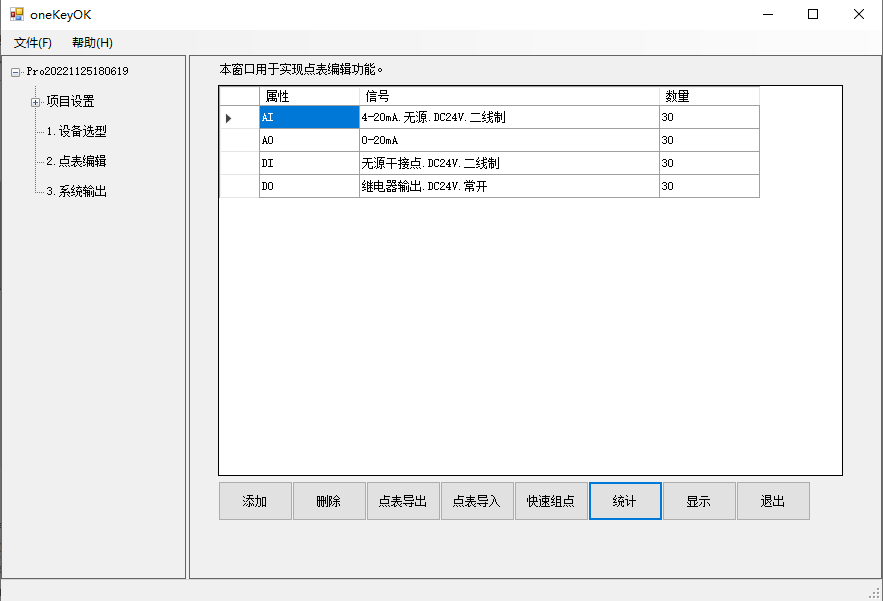 oneKeyOK
文件(F) 帮助(H)
Pro20221125180619
项目设置
1.设备选型
2.点表编辑
3.系统输出
本窗口用于实现点表编辑功能。
属性 信号 数量
AI 4-20mA.无源.DC24V.二线制 30
AO 0-20mA 30
DI 无源干接点.DC24V.二线制 30
DO 继电器输出.DC24V.常开 30
添加 删除 点表导出 点表导入 快速组点 统计 显示 退出